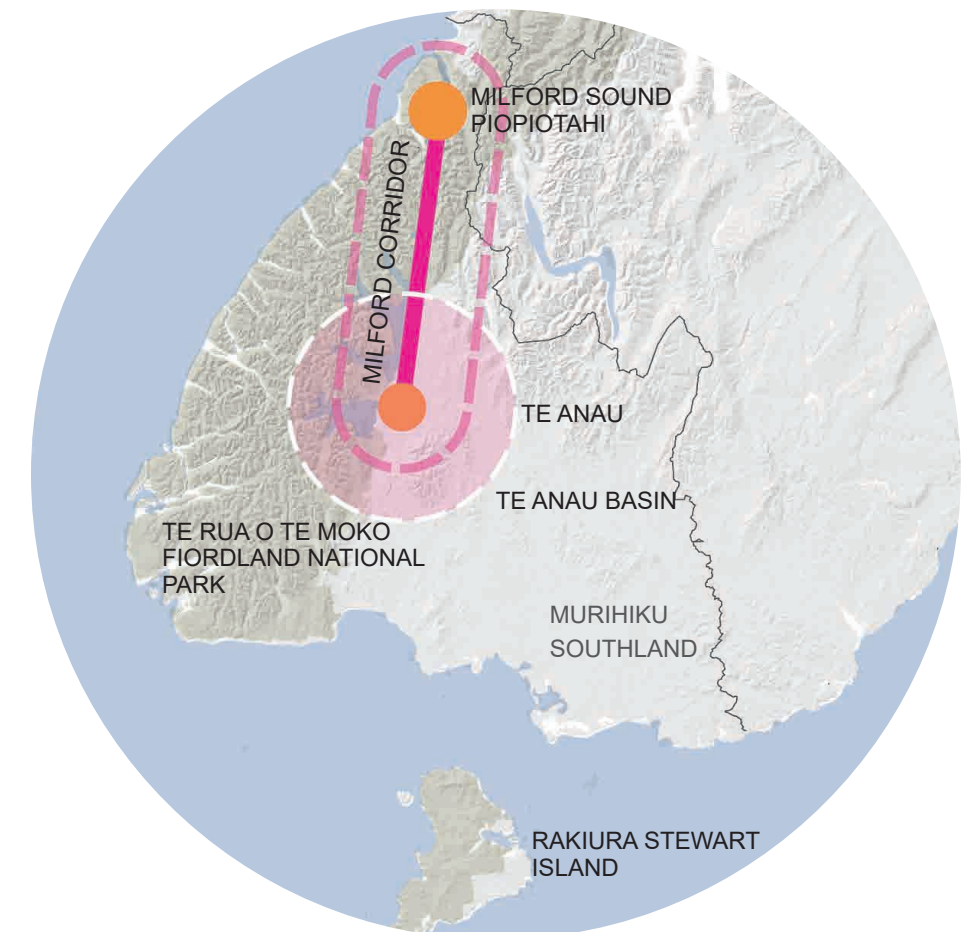 MILFORD SOUND
PIOPIOTAHI
MILFORD CORRIDOR
TE ANAU
TE ANAU BASIN
TE RUA O TE MOKO
FIORDLAND NATIONAL
PARK
MURIHIKU
SOUTHLAND
RAKIURA STEWART
ISLAND